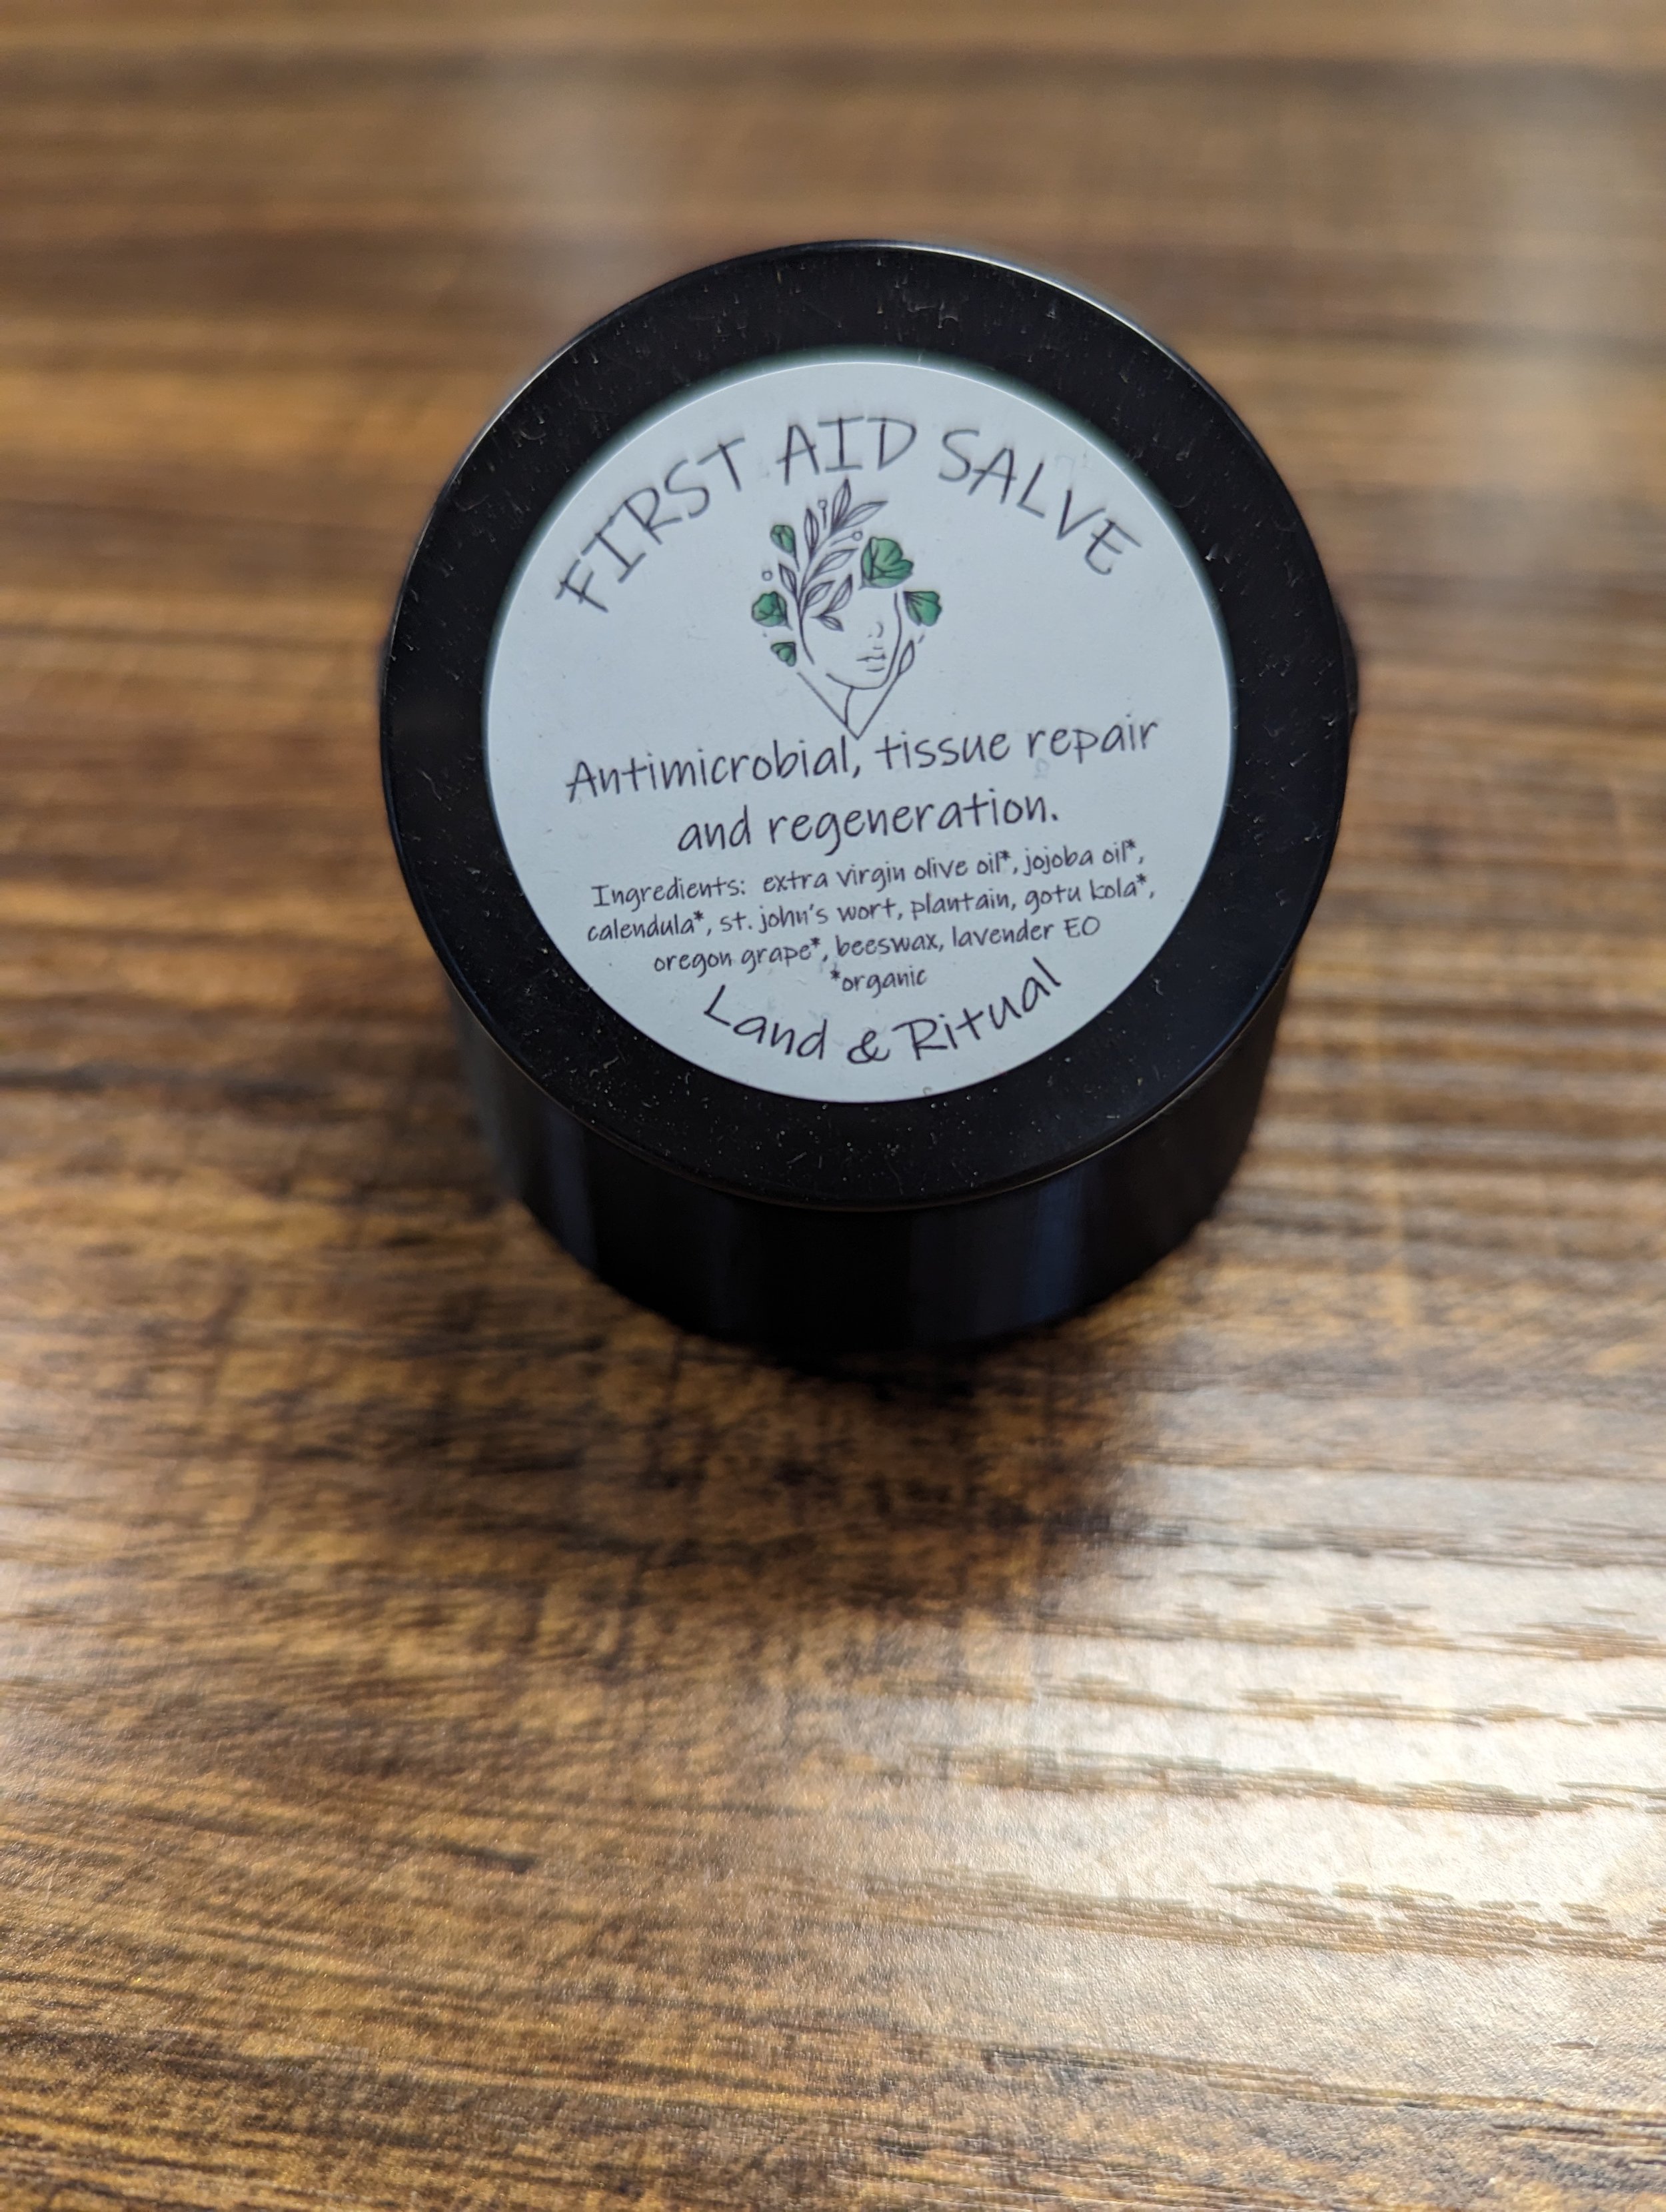 FIRST AID SALVE
Antimicrobial, tissue repair
and regeneration.
Ingredients: extra virgin olive oil*, jojoba oil*,
calendula*, st. john's wort, plantain, gotu kola*,
oregon grape*, beeswax, lavender EO
*organic
Land & Ritual